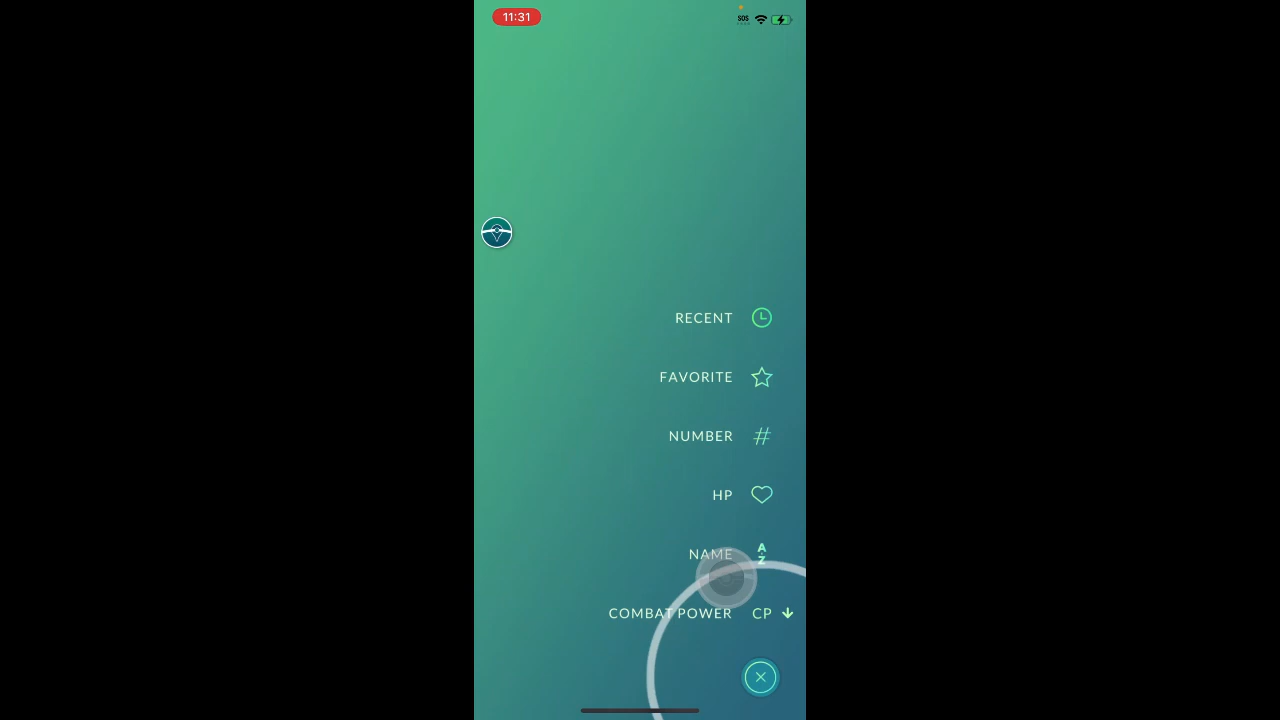 11:31
SOS
RECENT
FAVORITE
NUMBER
HP
NAME
A
Z
COMBAT POWER CP